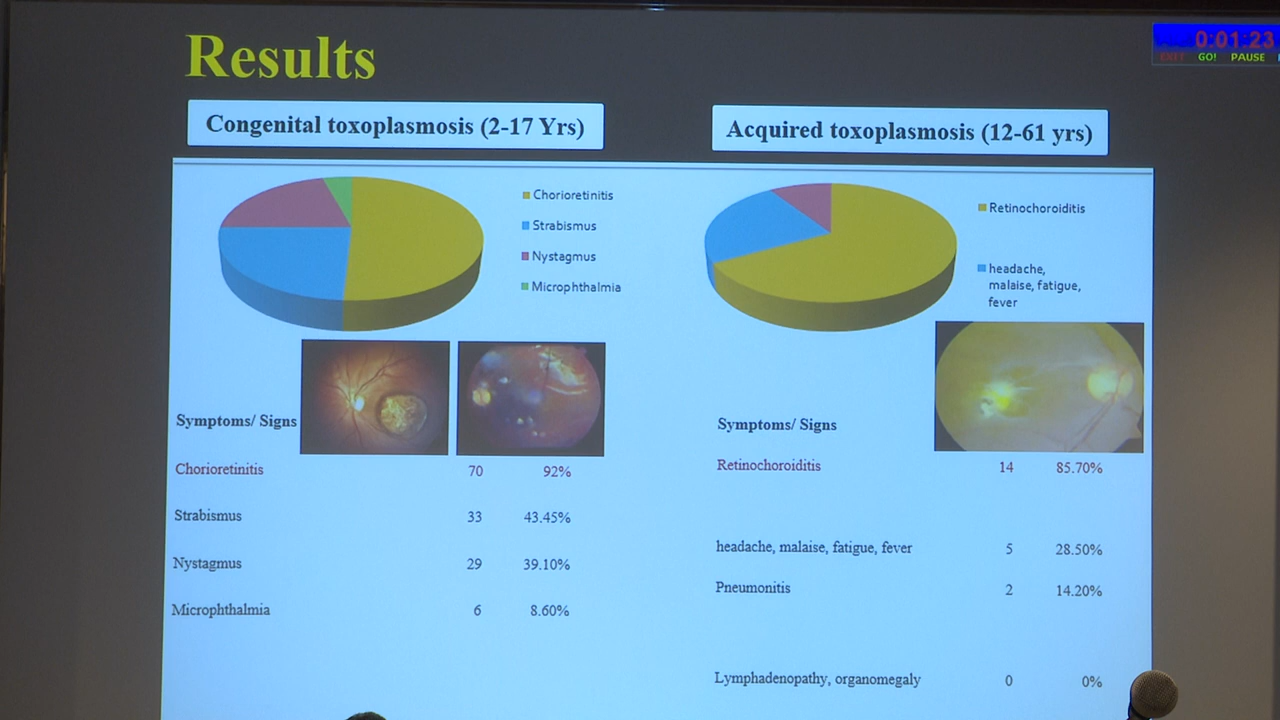 Results
0:01:23
EXIT GO! PAUSE
Congenital toxoplasmosis (2-17 Yrs)
Chorioretinitis
Strabismus
Nystagmus
Microphthalmia
Symptoms/ Signs
Chorioretinitis 70 92%
Strabismus 33 43.45%
Nystagmus 29 39.10%
Microphthalmia 6 8.60%
Acquired toxoplasmosis (12-61 yrs)
Retinochoroiditis
headache,
malaise, fatigue,
fever
Symptoms/ Signs
Retinochoroiditis 14 85.70%
headache, malaise, fatigue, fever 5 28.50%
Pneumonitis 2 14.20%
Lymphadenopathy, organomegaly 0 0%